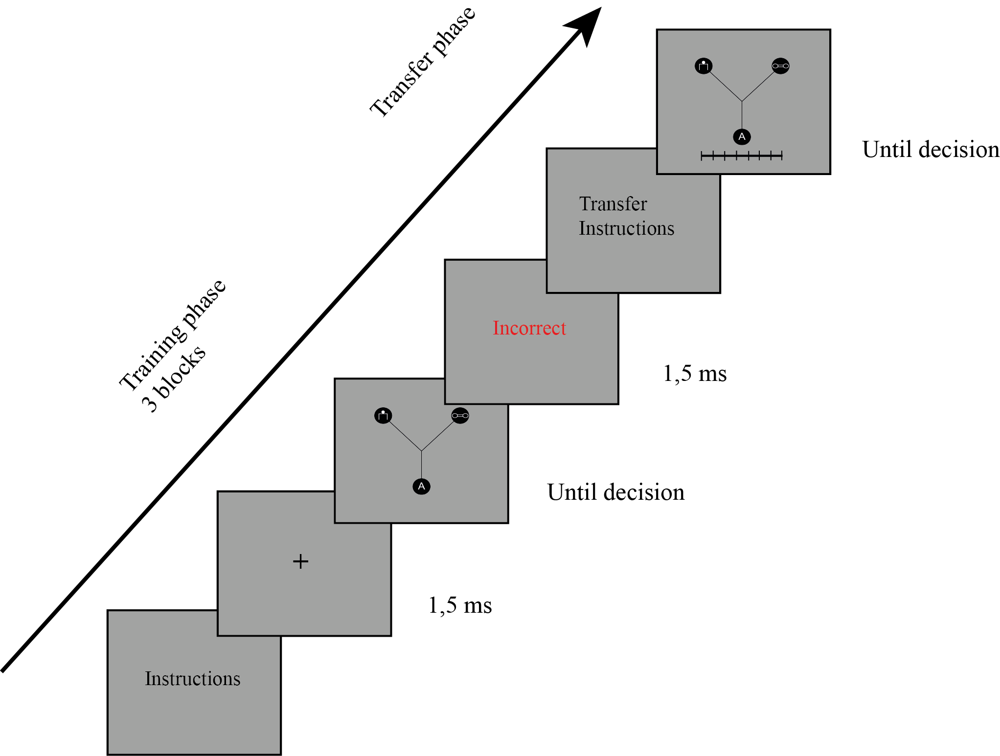 Transfer phase
A
Until decision
Transfer
Instructions
Training phase
3 blocks
Incorrect
1,5 ms
A
Until decision
+
1,5 ms
Instructions